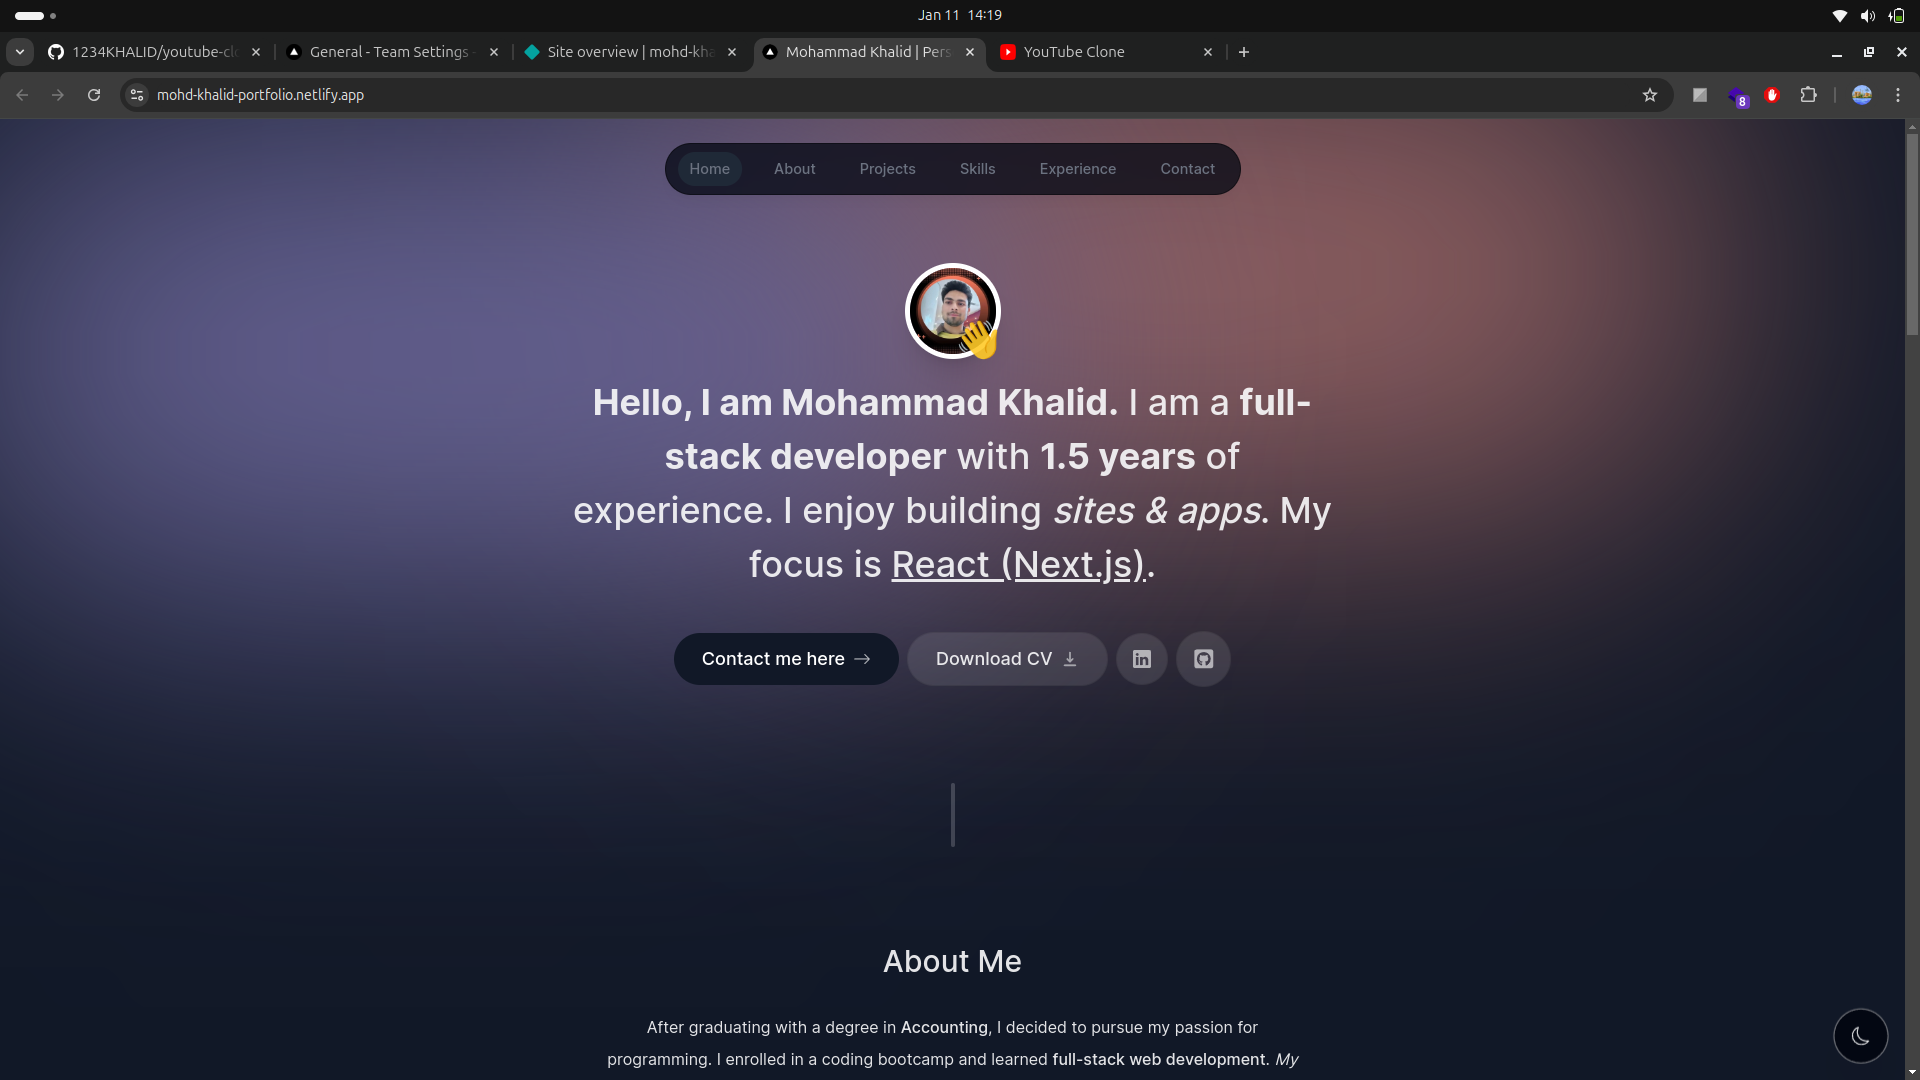 Jan 11 14:19
1234KHALID/youtube-cl
General - Team Settings
Site overview | mohd-kha
Mohammad Khalid | Pers
YouTube Clone
mohd-khalid-portfolio.netlify.app
8
Home
About
Projects
Skills
Experience
Contact
Hello, I am Mohammad Khalid. I am a full-
stack developer with 1.5 years of
experience. I enjoy building sites & apps. My
focus is React (Next.js).
Contact me here →
Download CV
in
About Me
After graduating with a degree in Accounting, I decided to pursue my passion for
programming. I enrolled in a coding bootcamp and learned full-stack web development. My